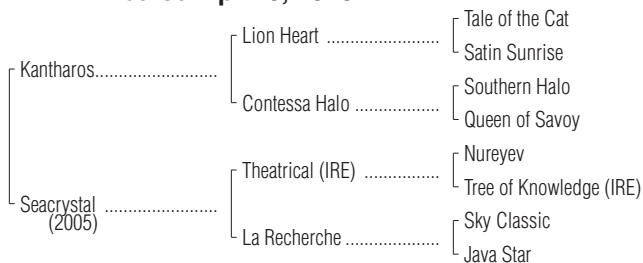 Tale of the Cat
Lion Heart ........................
Satin Sunrise
Kantharos..................................
Southern Halo
Contessa Halo .......................
Queen of Savoy
Nureyev
Theatrical (IRE) .....................
Tree of Knowledge (IRE)
Seacrystal ................................
(2005)
Sky Classic
La Recherche ..........................
Java Star